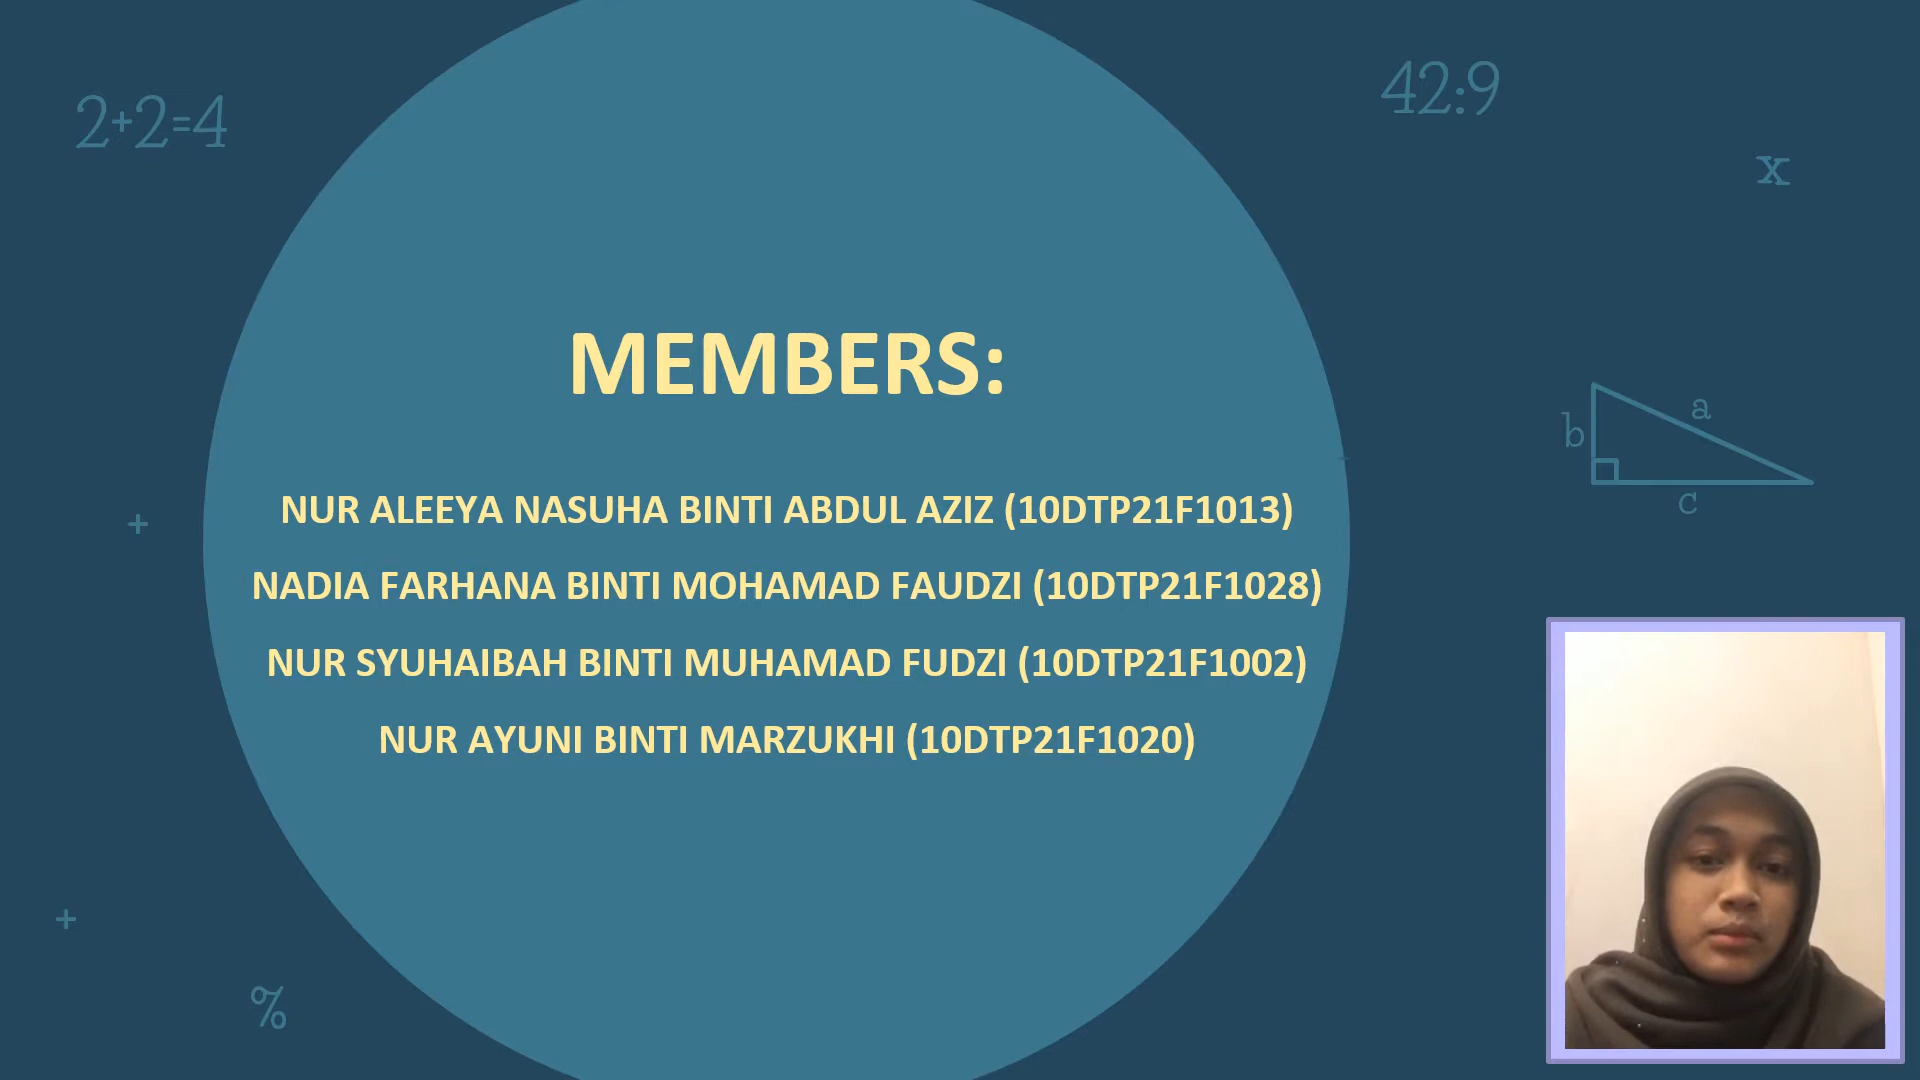 2+2=4
42:9
x
MEMBERS:
b
a
c
NUR ALEEYA NASUHA BINTI ABDUL AZIZ (10DTP21F1013)
+
NADIA FARHANA BINTI MOHAMAD FAUDZI (10DTP21F1028)
NUR SYUHAIBAH BINTI MUHAMAD FUDZI (10DTP21F1002)
NUR AYUNI BINTI MARZUKHI (10DTP21F1020)
+
%